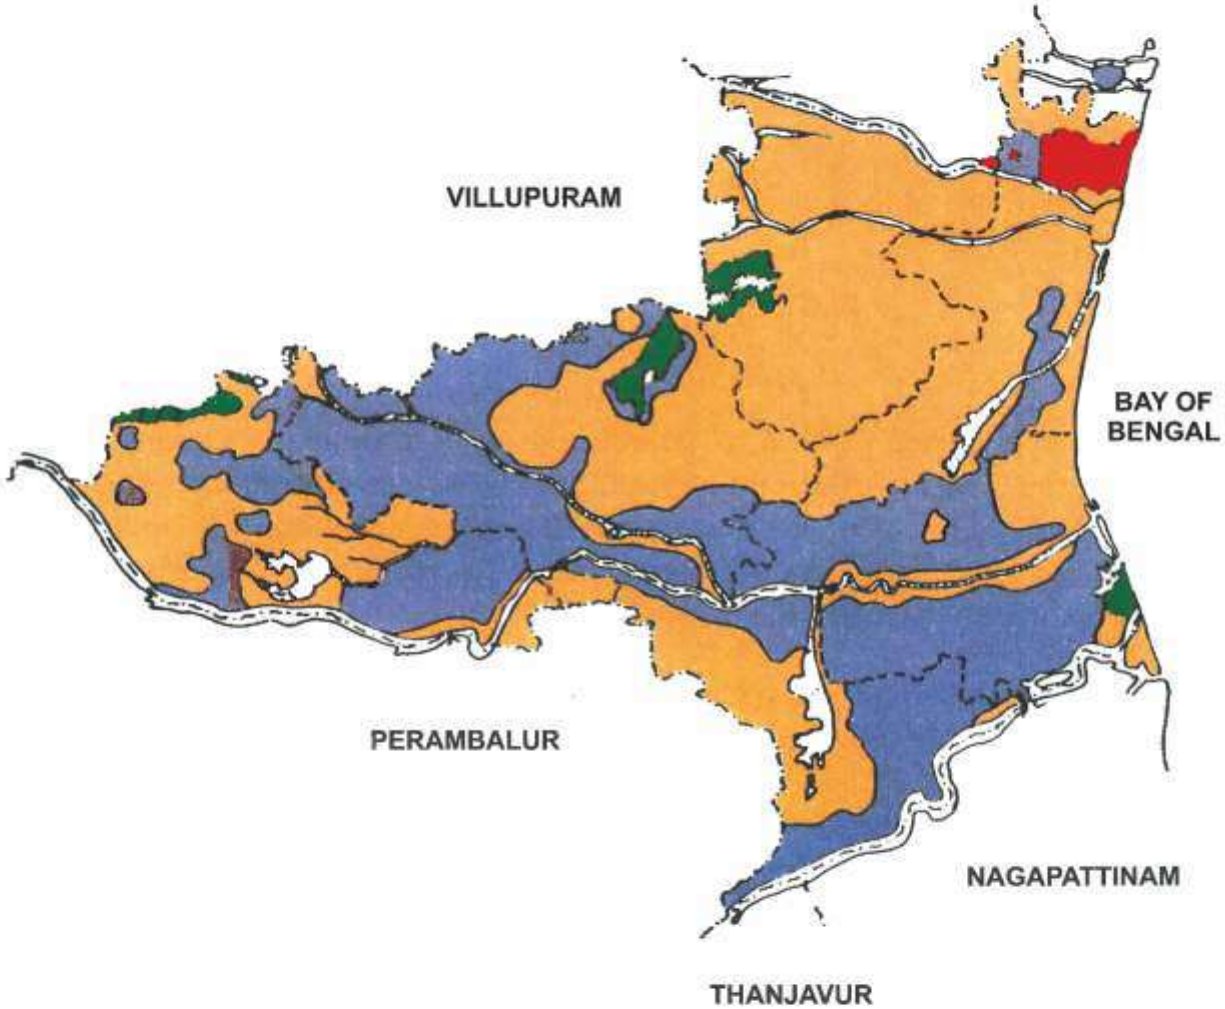 VILLUPURAM
BAY OF
BENGAL
PERAMBALUR
NAGAPATTINAM
THANJAVUR